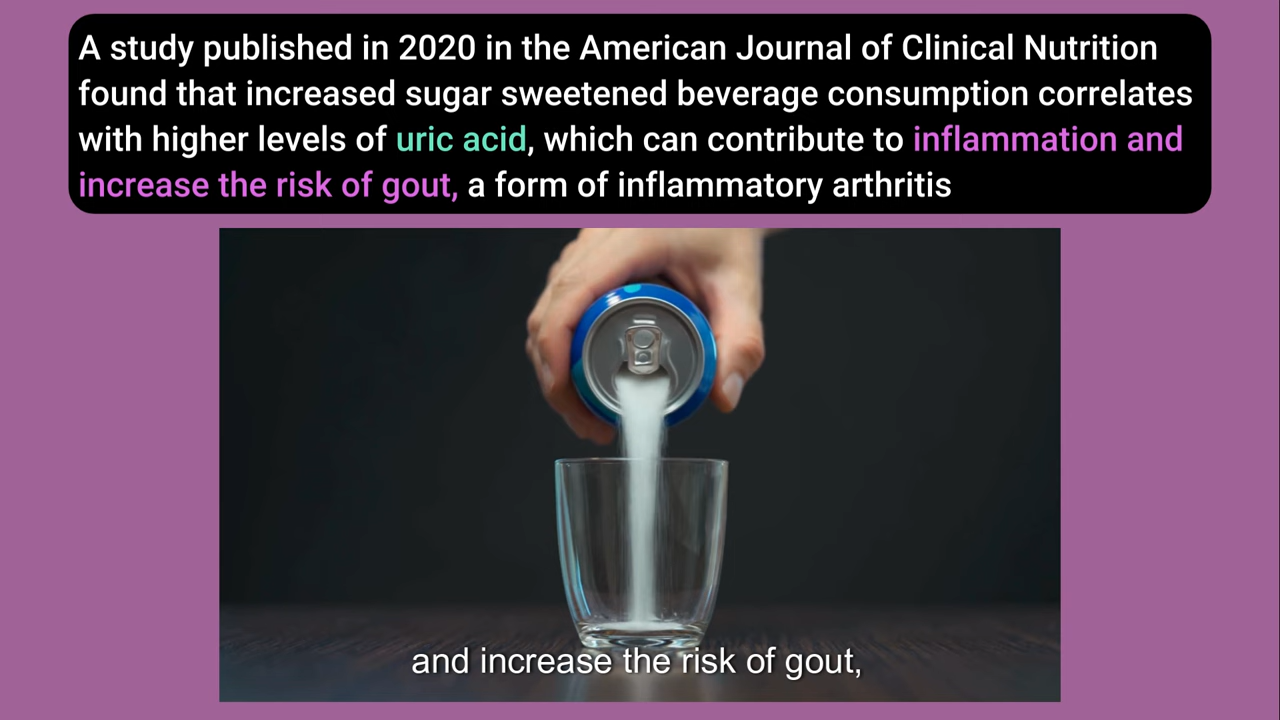 A study published in 2020 in the American Journal of Clinical Nutrition
found that increased sugar sweetened beverage consumption correlates
with higher levels of uric acid, which can contribute to inflammation and
increase the risk of gout, a form of inflammatory arthritis
and increase the risk of gout,